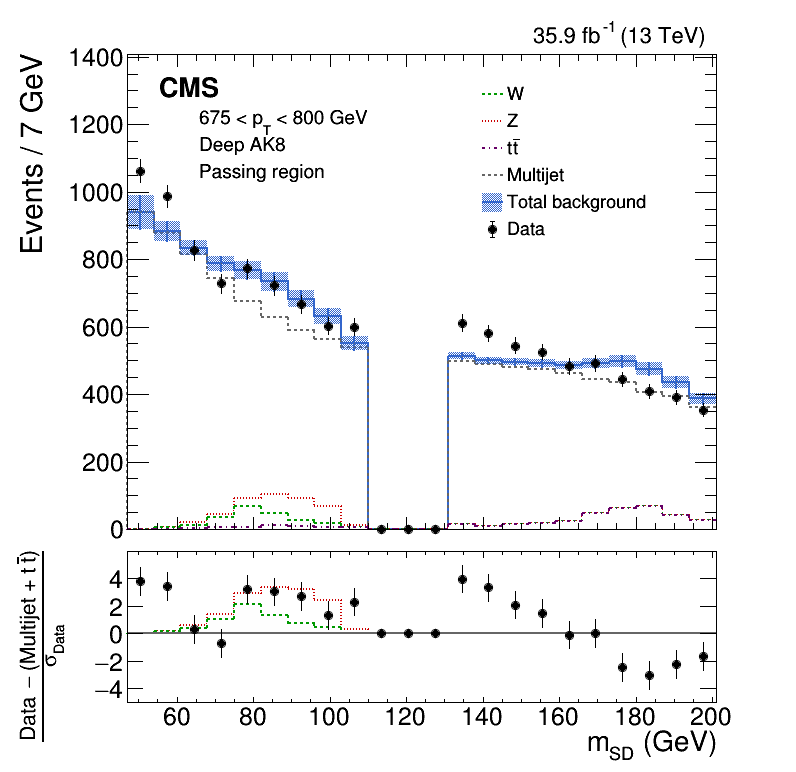 35.9 fb⁻¹ (13 TeV)
Events / 7 GeV
1400
1200
1000
800
600
400
200
0
CMS
675 < p_T < 800 GeV
Deep AK8
Passing region
W
Z
tt̄
Multijet
Total background
Data
Data − (Multijet + t t̄)
σ_Data
4
2
0
−2
−4
60 80 100 120 140 160 180 200
m_SD (GeV)